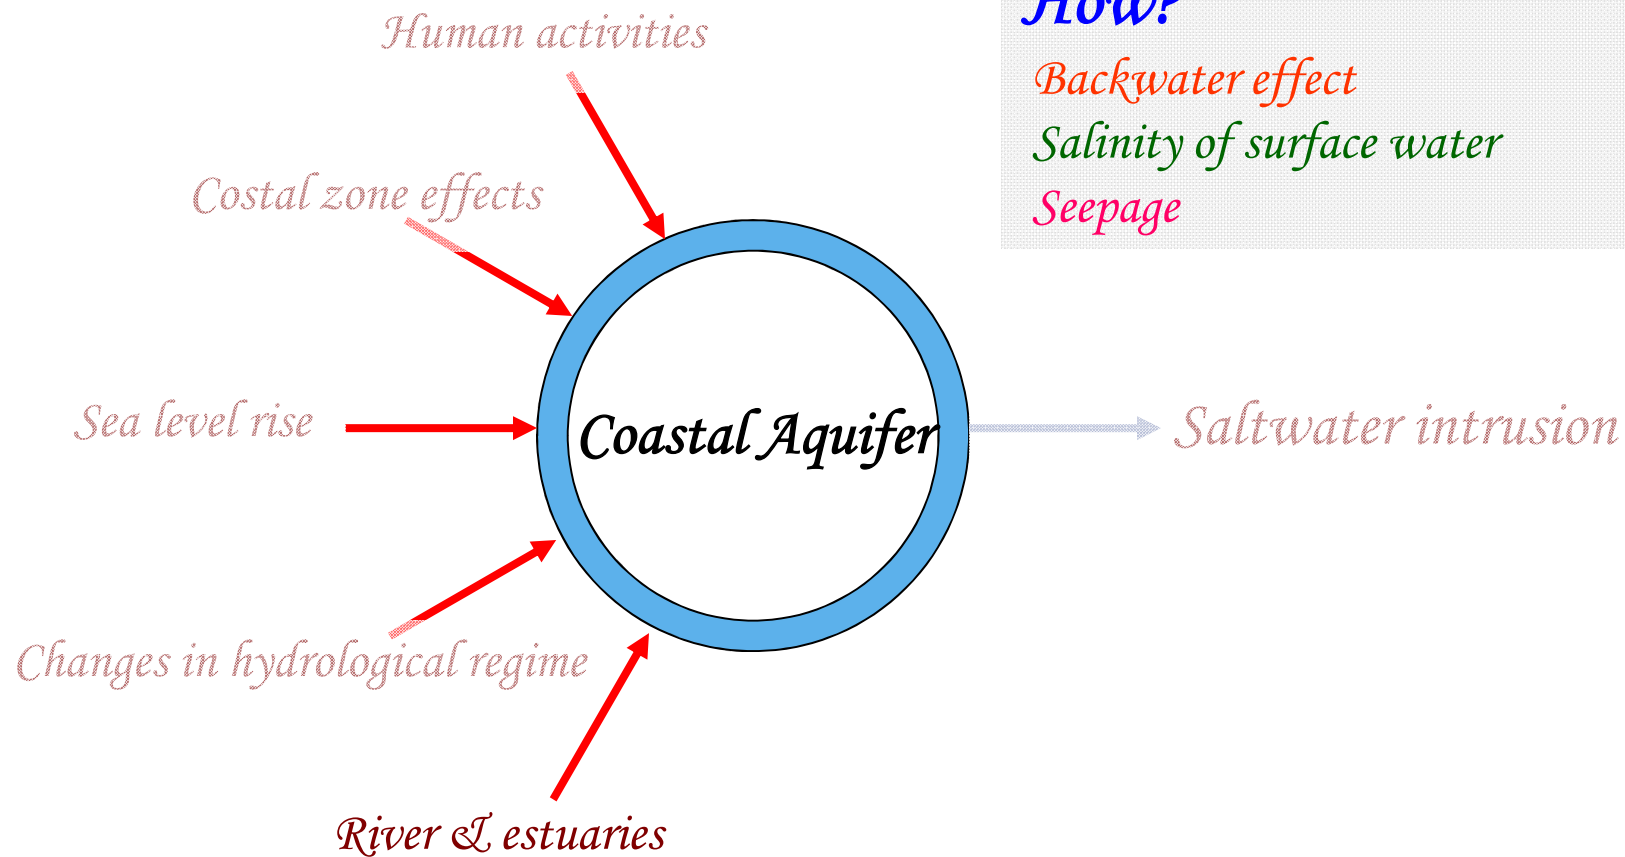 How?
Backwater effect
Salinity of surface water
Seepage
Human activities
Costal zone effects
Sea level rise
Coastal Aquifer
Saltwater intrusion
Changes in hydrological regime
River & estuaries